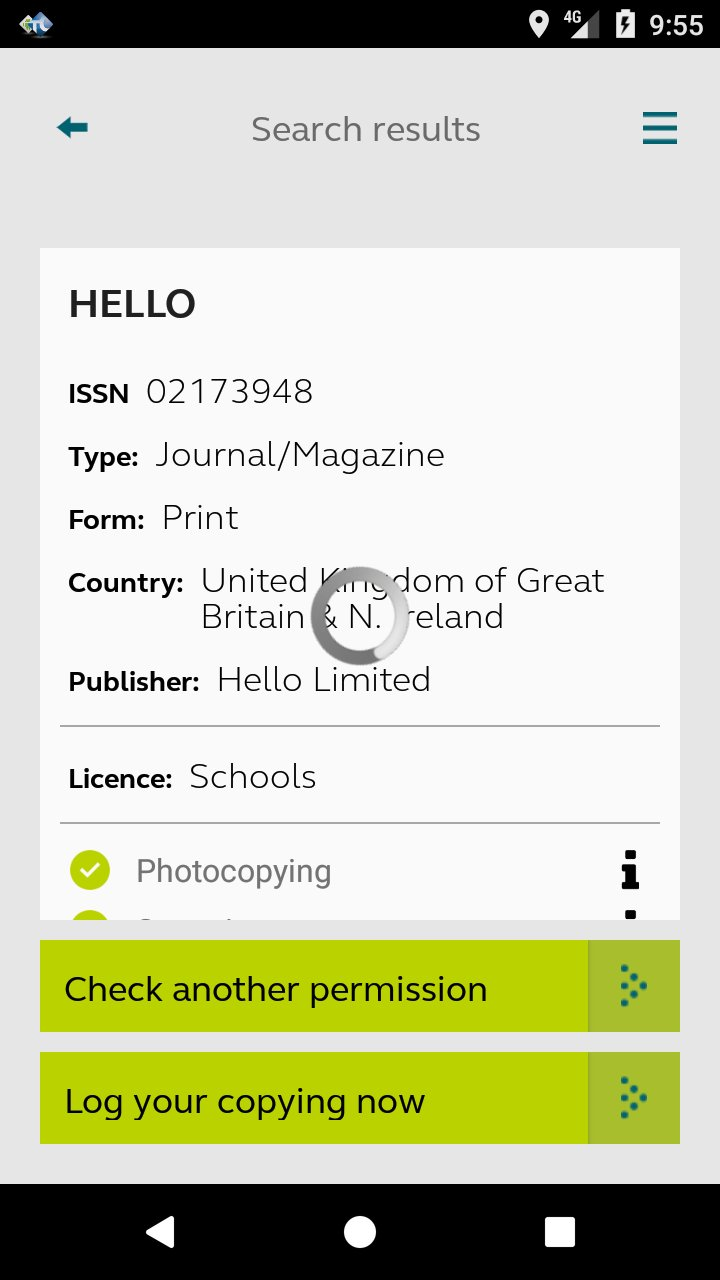 4G 9:55
Search results
HELLO
ISSN 02173948
Type: Journal/Magazine
Form: Print
Country: United Kingdom of Great
Britain & N. Ireland
Publisher: Hello Limited
Licence: Schools
Photocopying
Check another permission
Log your copying now